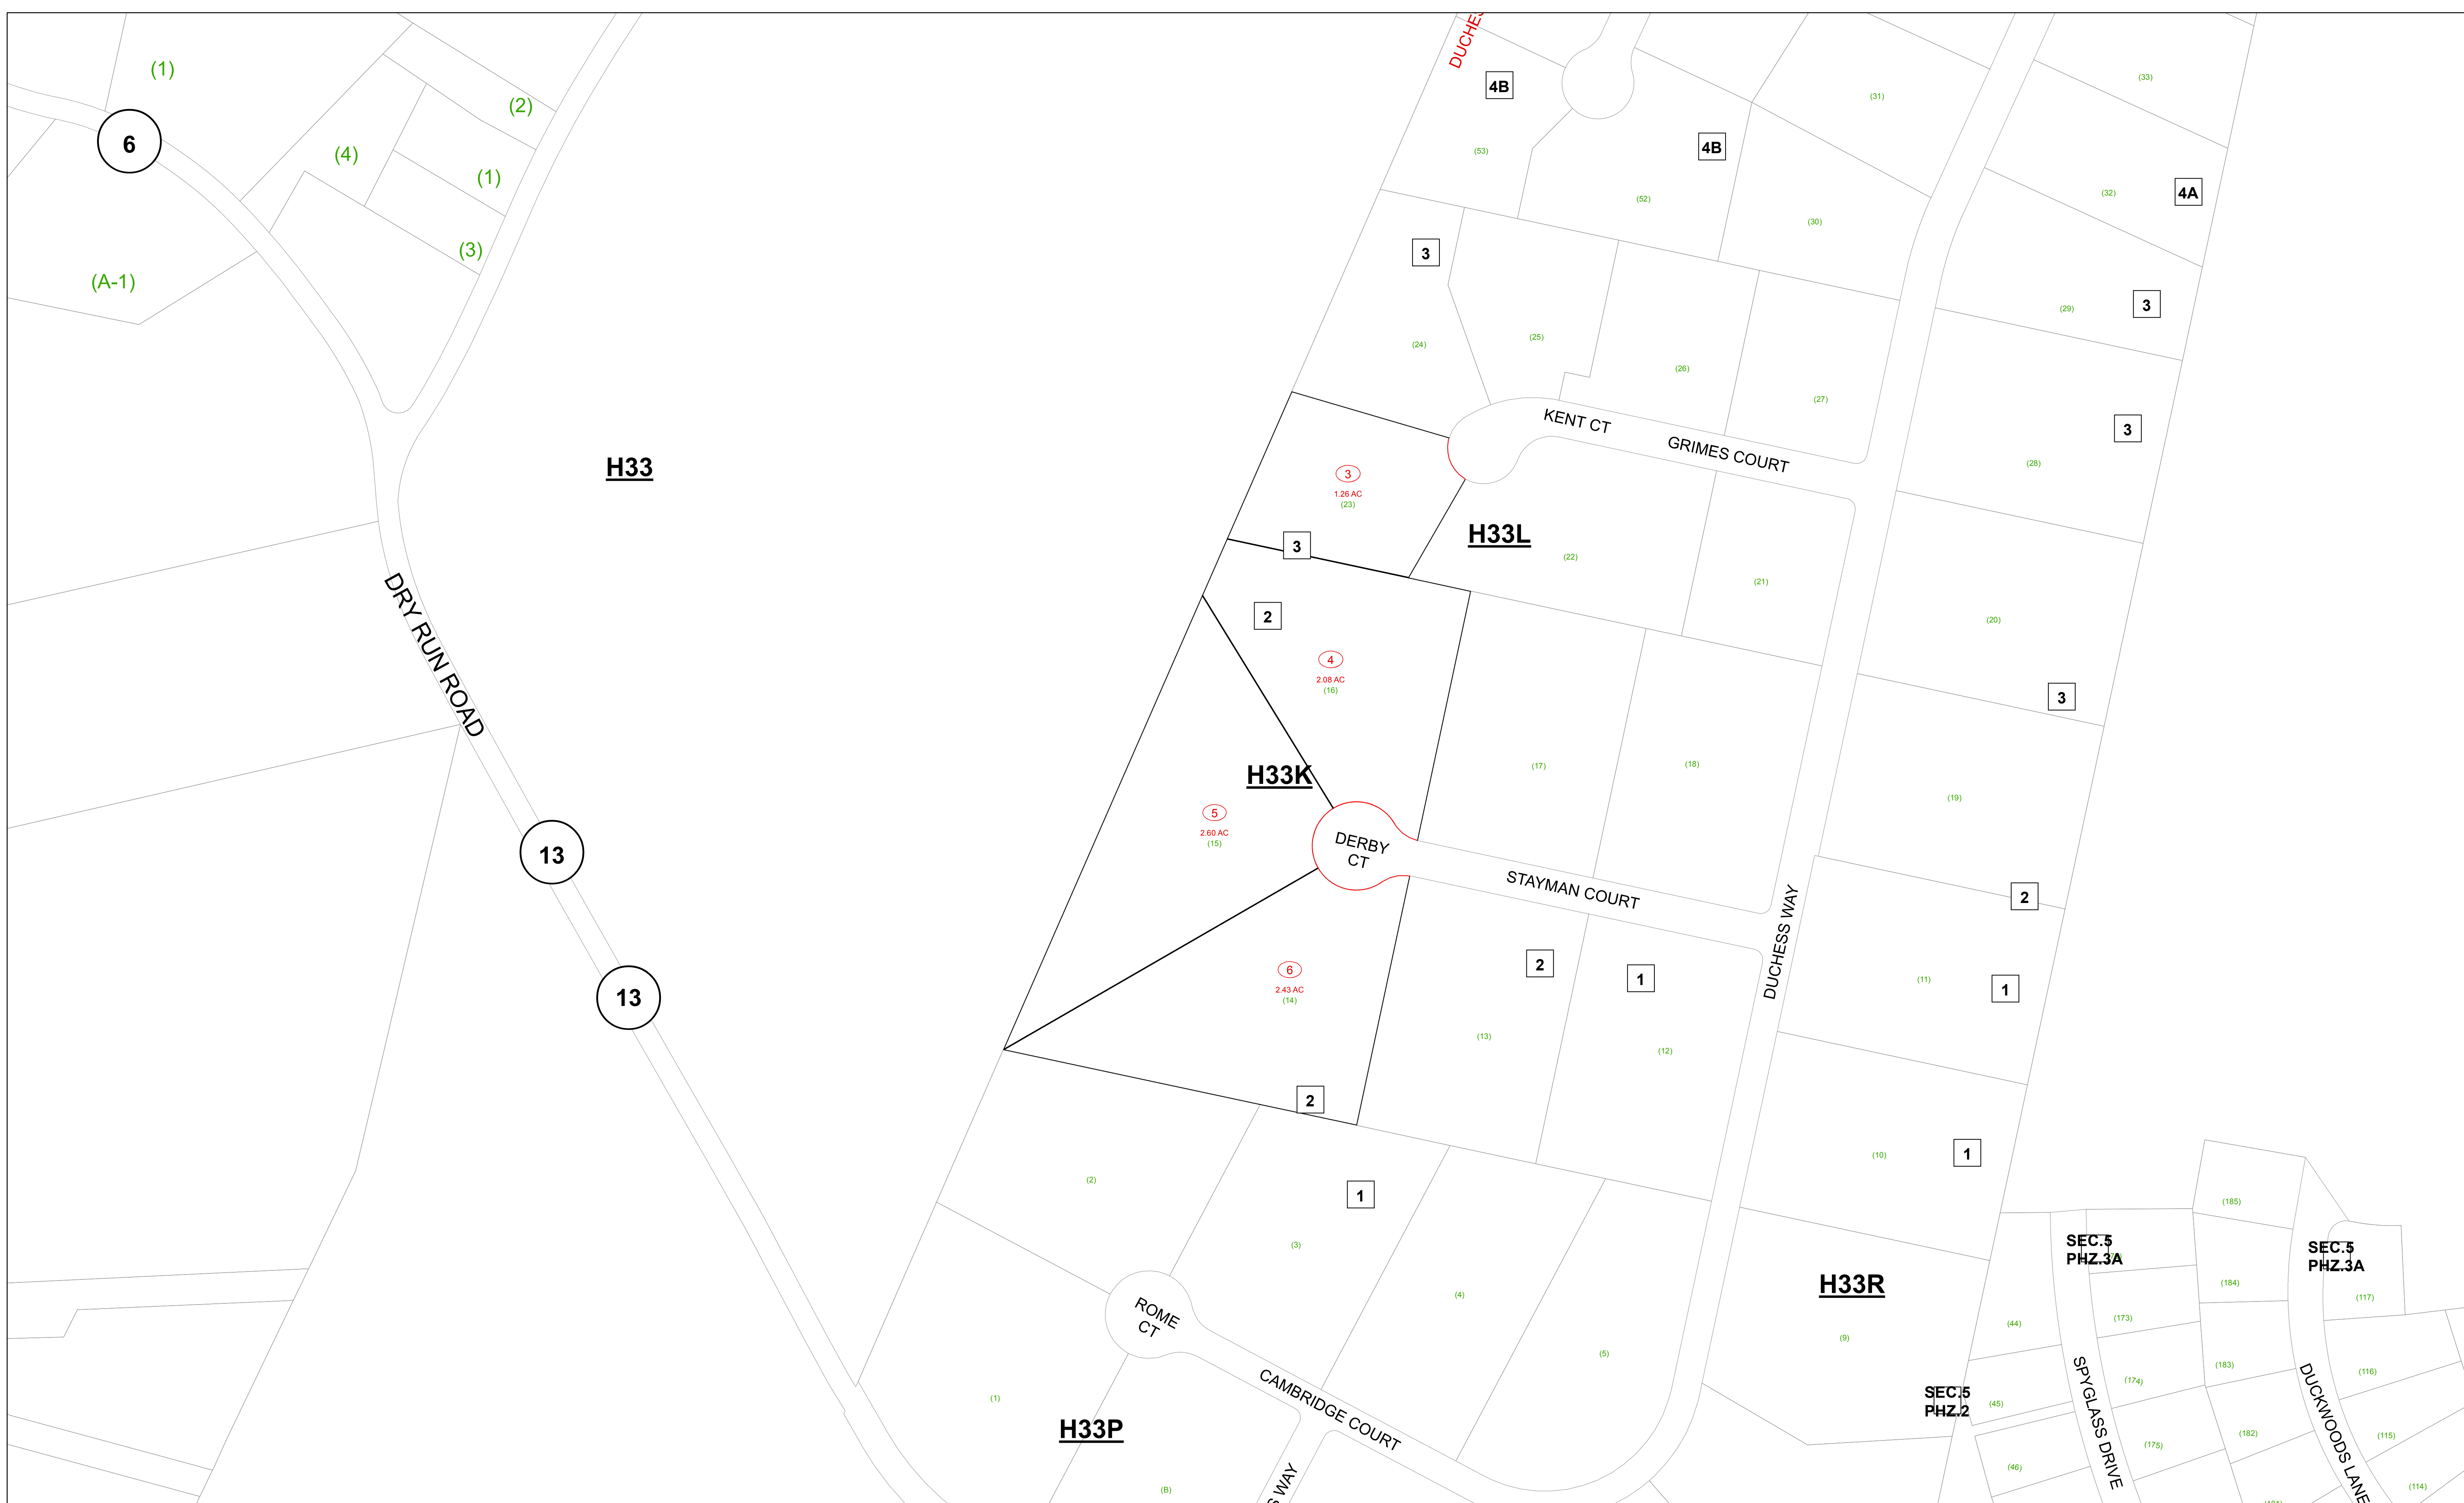 DUCHES
(1)
(33)
4B
(2)
(31)
6
4B
(53)
(4)
(1)
(32)
4A
(52)
(30)
(3)
3
(A-1)
3
(29)
(25)
(24)
(26)
(27)
KENT CT
3
GRIMES COURT
H33
(28)
3
1.26 AC
(23)
H33L
3
(22)
(21)
2
(20)
DRY RUN ROAD
4
2.08 AC
(16)
3
(17)
(18)
H33K
(19)
5
2.60 AC
(15)
DERBY
CT
13
STAYMAN COURT
2
DUCHESS WAY
2
6
2.43 AC
(14)
1
(11)
1
13
(13)
(12)
2
(10)
1
(2)
1
(185)
(3)
SEC.5
PHZ.3A
SEC.5
PHZ.3A
H33R
(184)
(4)
(117)
ROME
CT
(44)
(173)
(9)
(5)
(183)
(116)
CAMBRIDGE COURT
SPYGLASS DRIVE
(174)
DUCKWOODS LANE
(1)
SEC.5
PHZ.2
(45)
H33P
(182)
(115)
(175)
(46)
S WAY
(B)
(114)